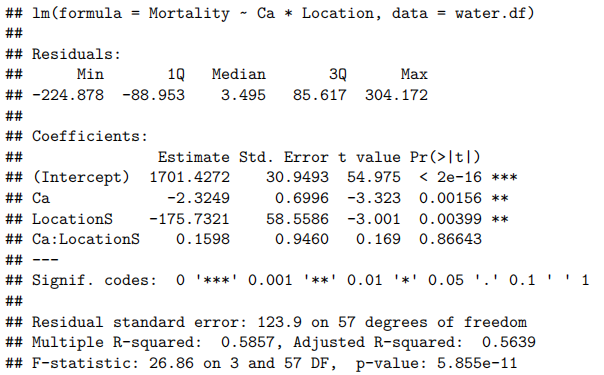 ## lm(formula = Mortality ~ Ca * Location, data = water.df)
##
## Residuals:
##      Min       1Q   Median       3Q      Max
## -224.878  -88.953    3.495   85.617  304.172
##
## Coefficients:
##               Estimate Std. Error t value Pr(>|t|)
## (Intercept)  1701.4272    30.9493  54.975  < 2e-16 ***
## Ca             -2.3249     0.6996  -3.323  0.00156 **
## LocationS    -175.7321    58.5586  -3.001  0.00399 **
## Ca:LocationS    0.1598     0.9460   0.169  0.86643
## ---
## Signif. codes:  0 '***' 0.001 '**' 0.01 '*' 0.05 '.' 0.1 ' ' 1
##
## Residual standard error: 123.9 on 57 degrees of freedom
## Multiple R-squared:  0.5857, Adjusted R-squared:  0.5639
## F-statistic: 26.86 on 3 and 57 DF,  p-value: 5.855e-11